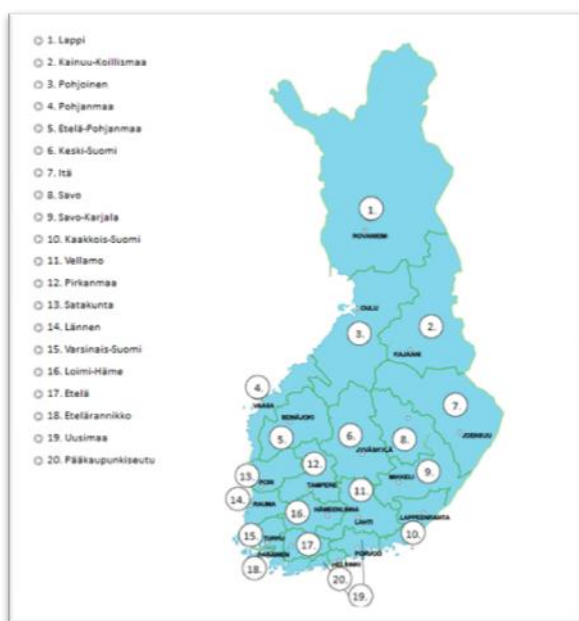 1. Lappi
2. Kainuu-Koillismaa
3. Pohjoinen
4. Pohjanmaa
5. Etelä-Pohjanmaa
6. Keski-Suomi
7. Itä
8. Savo
9. Savo-Karjala
10. Kaakkois-Suomi
11. Vellamo
12. Pirkanmaa
13. Satakunta
14. Lännen
15. Varsinais-Suomi
16. Loimi-Häme
17. Etelä
18. Etelärannikko
19. Uusimaa
20. Pääkaupunkiseutu
1.
ROVANIEMI
OULU
2.
3.
KAJAANI
4.
VAASA
7.
SEINÄJOKI
5.
6.
8.
JOENSUU
JYVÄSKYLÄ
12.
9.
13.
PORI
TAMPERE
MIKKELI
11.
14.
RAUMA
16.
HÄMEENLINNA
LAPPEENRANTA
LAHTI
10.
15.
TURKU
17.
PORVOO
PARAINEN
18.
HELSINKI
20.
19.